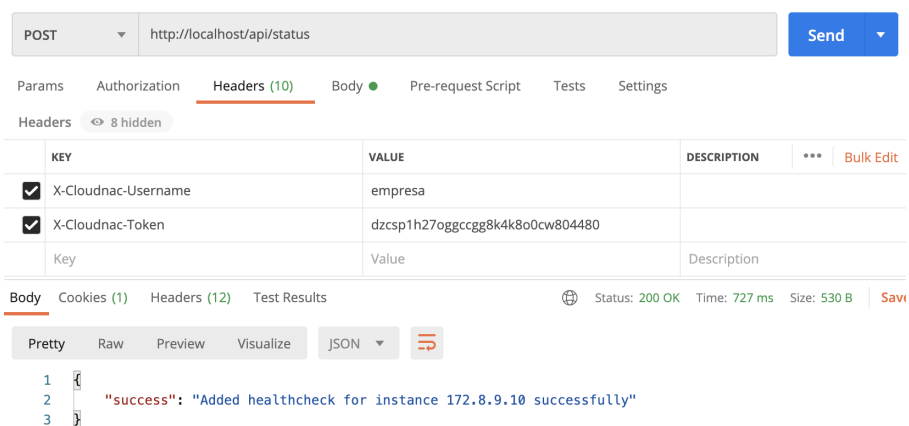 POST http://localhost/api/status Send
Params Authorization Headers (10) Body Pre-request Script Tests Settings
Headers 8 hidden
KEY VALUE DESCRIPTION ••• Bulk Edit
X-Cloudnac-Username empresa
X-Cloudnac-Token dzcsp1h27oggccgg8k4k8o0cw804480
Key Value Description
Body Cookies (1) Headers (12) Test Results Status: 200 OK Time: 727 ms Size: 530 B Save
Pretty Raw Preview Visualize JSON
1 {
2 "success": "Added healthcheck for instance 172.8.9.10 successfully"
3 }